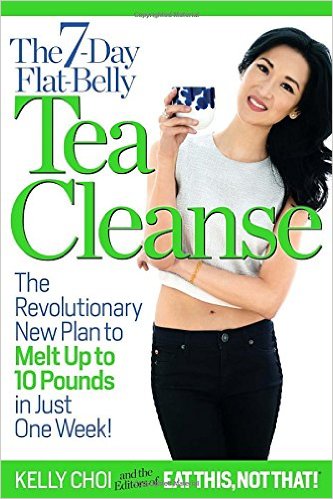 The 7-Day
Flat-Belly
Tea
Cleanse
The
Revolutionary
New Plan to
Melt Up to
10 Pounds
in Just
One Week!
KELLY CHOI and the Editors of EAT THIS, NOT THAT!®